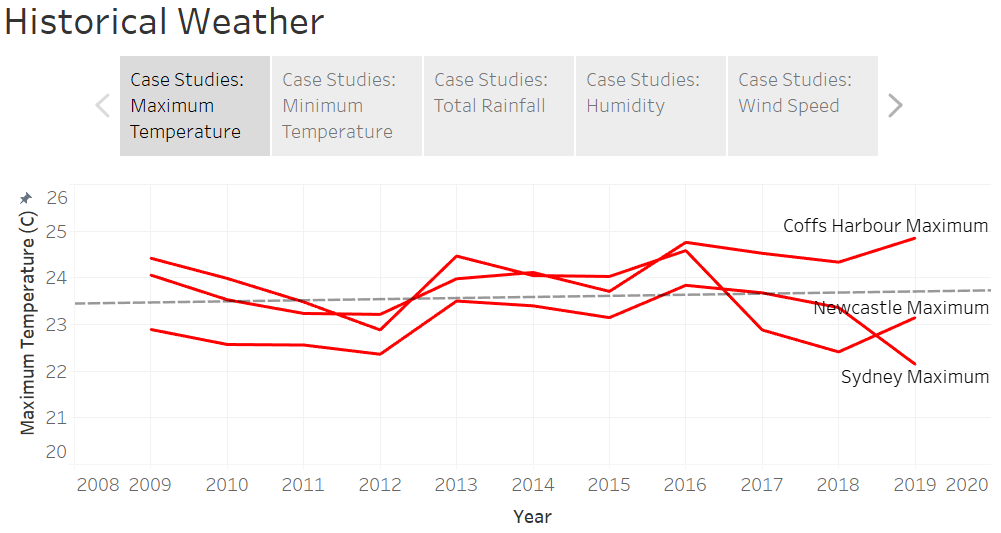 Historical Weather
Case Studies:
Maximum
Temperature
Case Studies:
Minimum
Temperature
Case Studies:
Total Rainfall
Case Studies:
Humidity
Case Studies:
Wind Speed
Maximum Temperature (C)
26
25
24
23
22
21
20
Coffs Harbour Maximum
Newcastle Maximum
Sydney Maximum
2008 2009 2010 2011 2012 2013 2014 2015 2016 2017 2018 2019 2020
Year